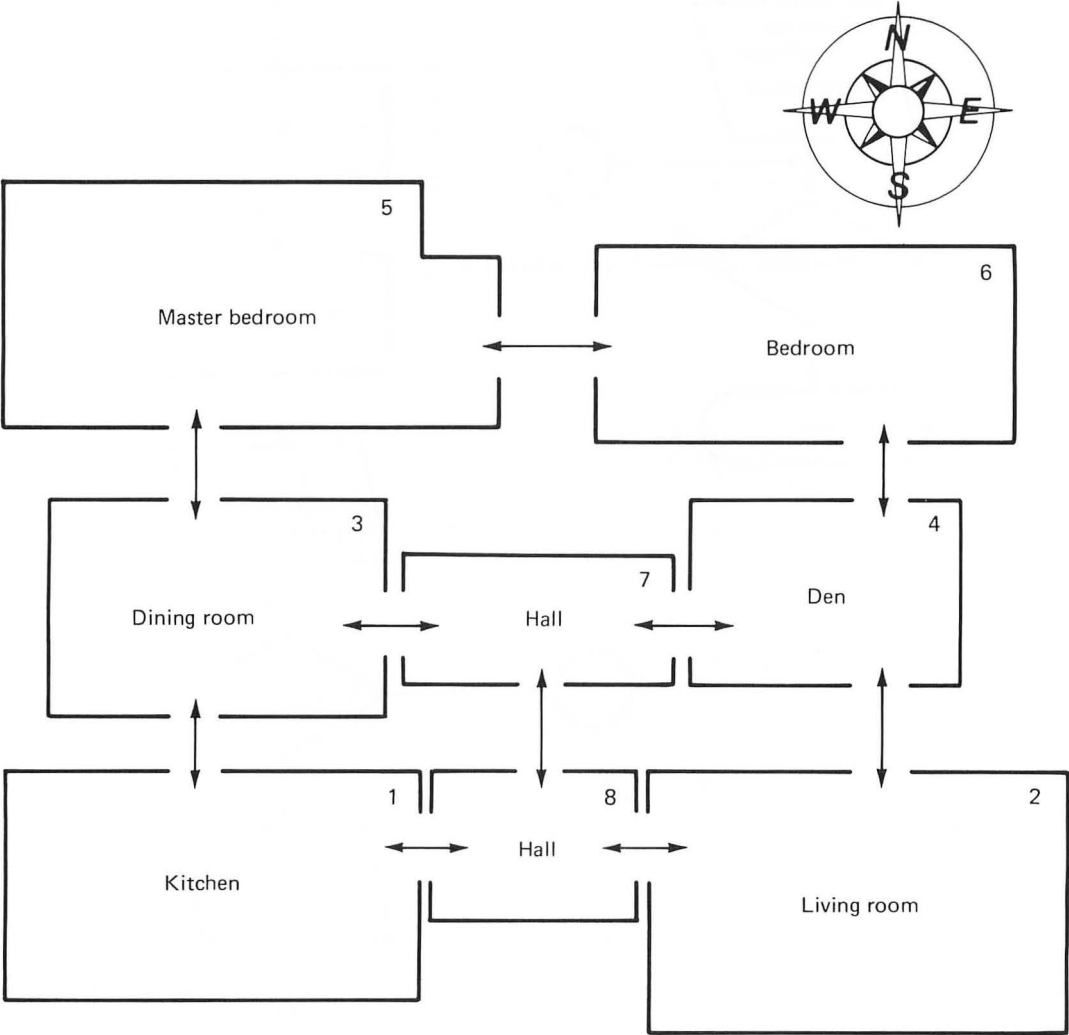 N
W
E
S
5
Master bedroom
6
Bedroom
3
Dining room
7
Hall
4
Den
1
Kitchen
8
Hall
2
Living room